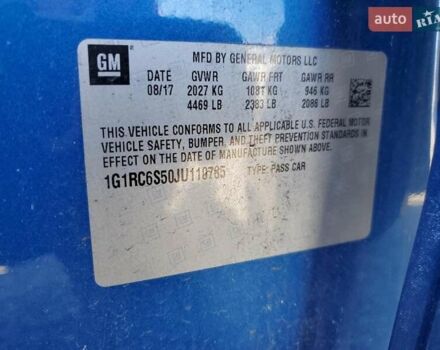 auto RIA
GM
MFD BY GENERAL MOTORS LLC
DATE GVWR GAWR FRT GAWR RR
08/17 2027 KG 1081 KG 946 KG
4469 LB 2383 LB 2086 LB
THIS VEHICLE CONFORMS TO ALL APPLICABLE U.S. FEDERAL MOTOR
VEHICLE SAFETY, BUMPER, AND THEFT PREVENTION STANDARDS IN
EFFECT ON THE DATE OF MANUFACTURE SHOWN ABOVE.
1G1RC6S50JU118785 TYPE: PASS CAR